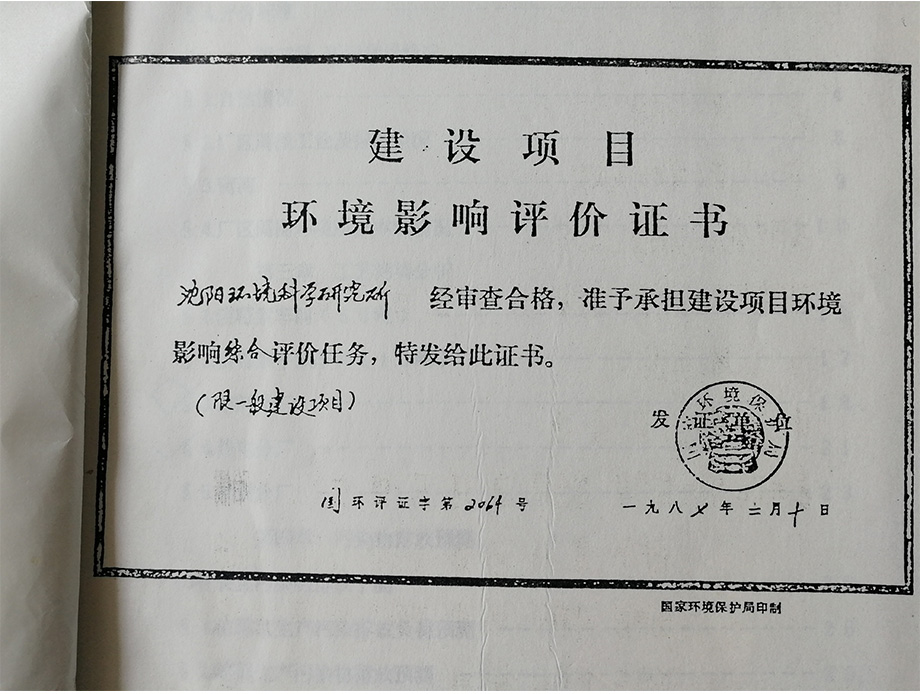 建设项目
环境影响评价证书
沈阳环境科学研究所 经审查合格，准予承担建设项目环境
影响综合评价任务，特发给此证书。
（限一般建设项目）
发证单位
国环评证字第2064号
一九八七年二月十日
国家环境保护局印制